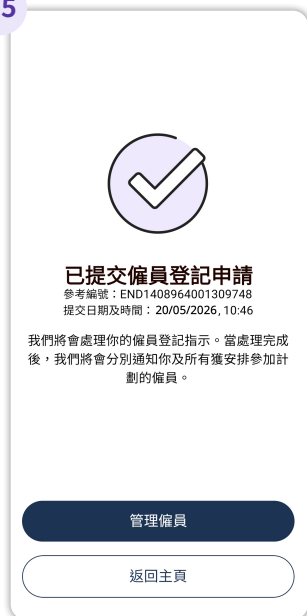 5
已提交僱員登記申請
參考編號：END1408964001309748
提交日期及時間：20/05/2026, 10:46
我們將會處理你的僱員登記指示。當處理完成
後，我們將會分別通知你及所有獲安排參加計
劃的僱員。
管理僱員
返回主頁